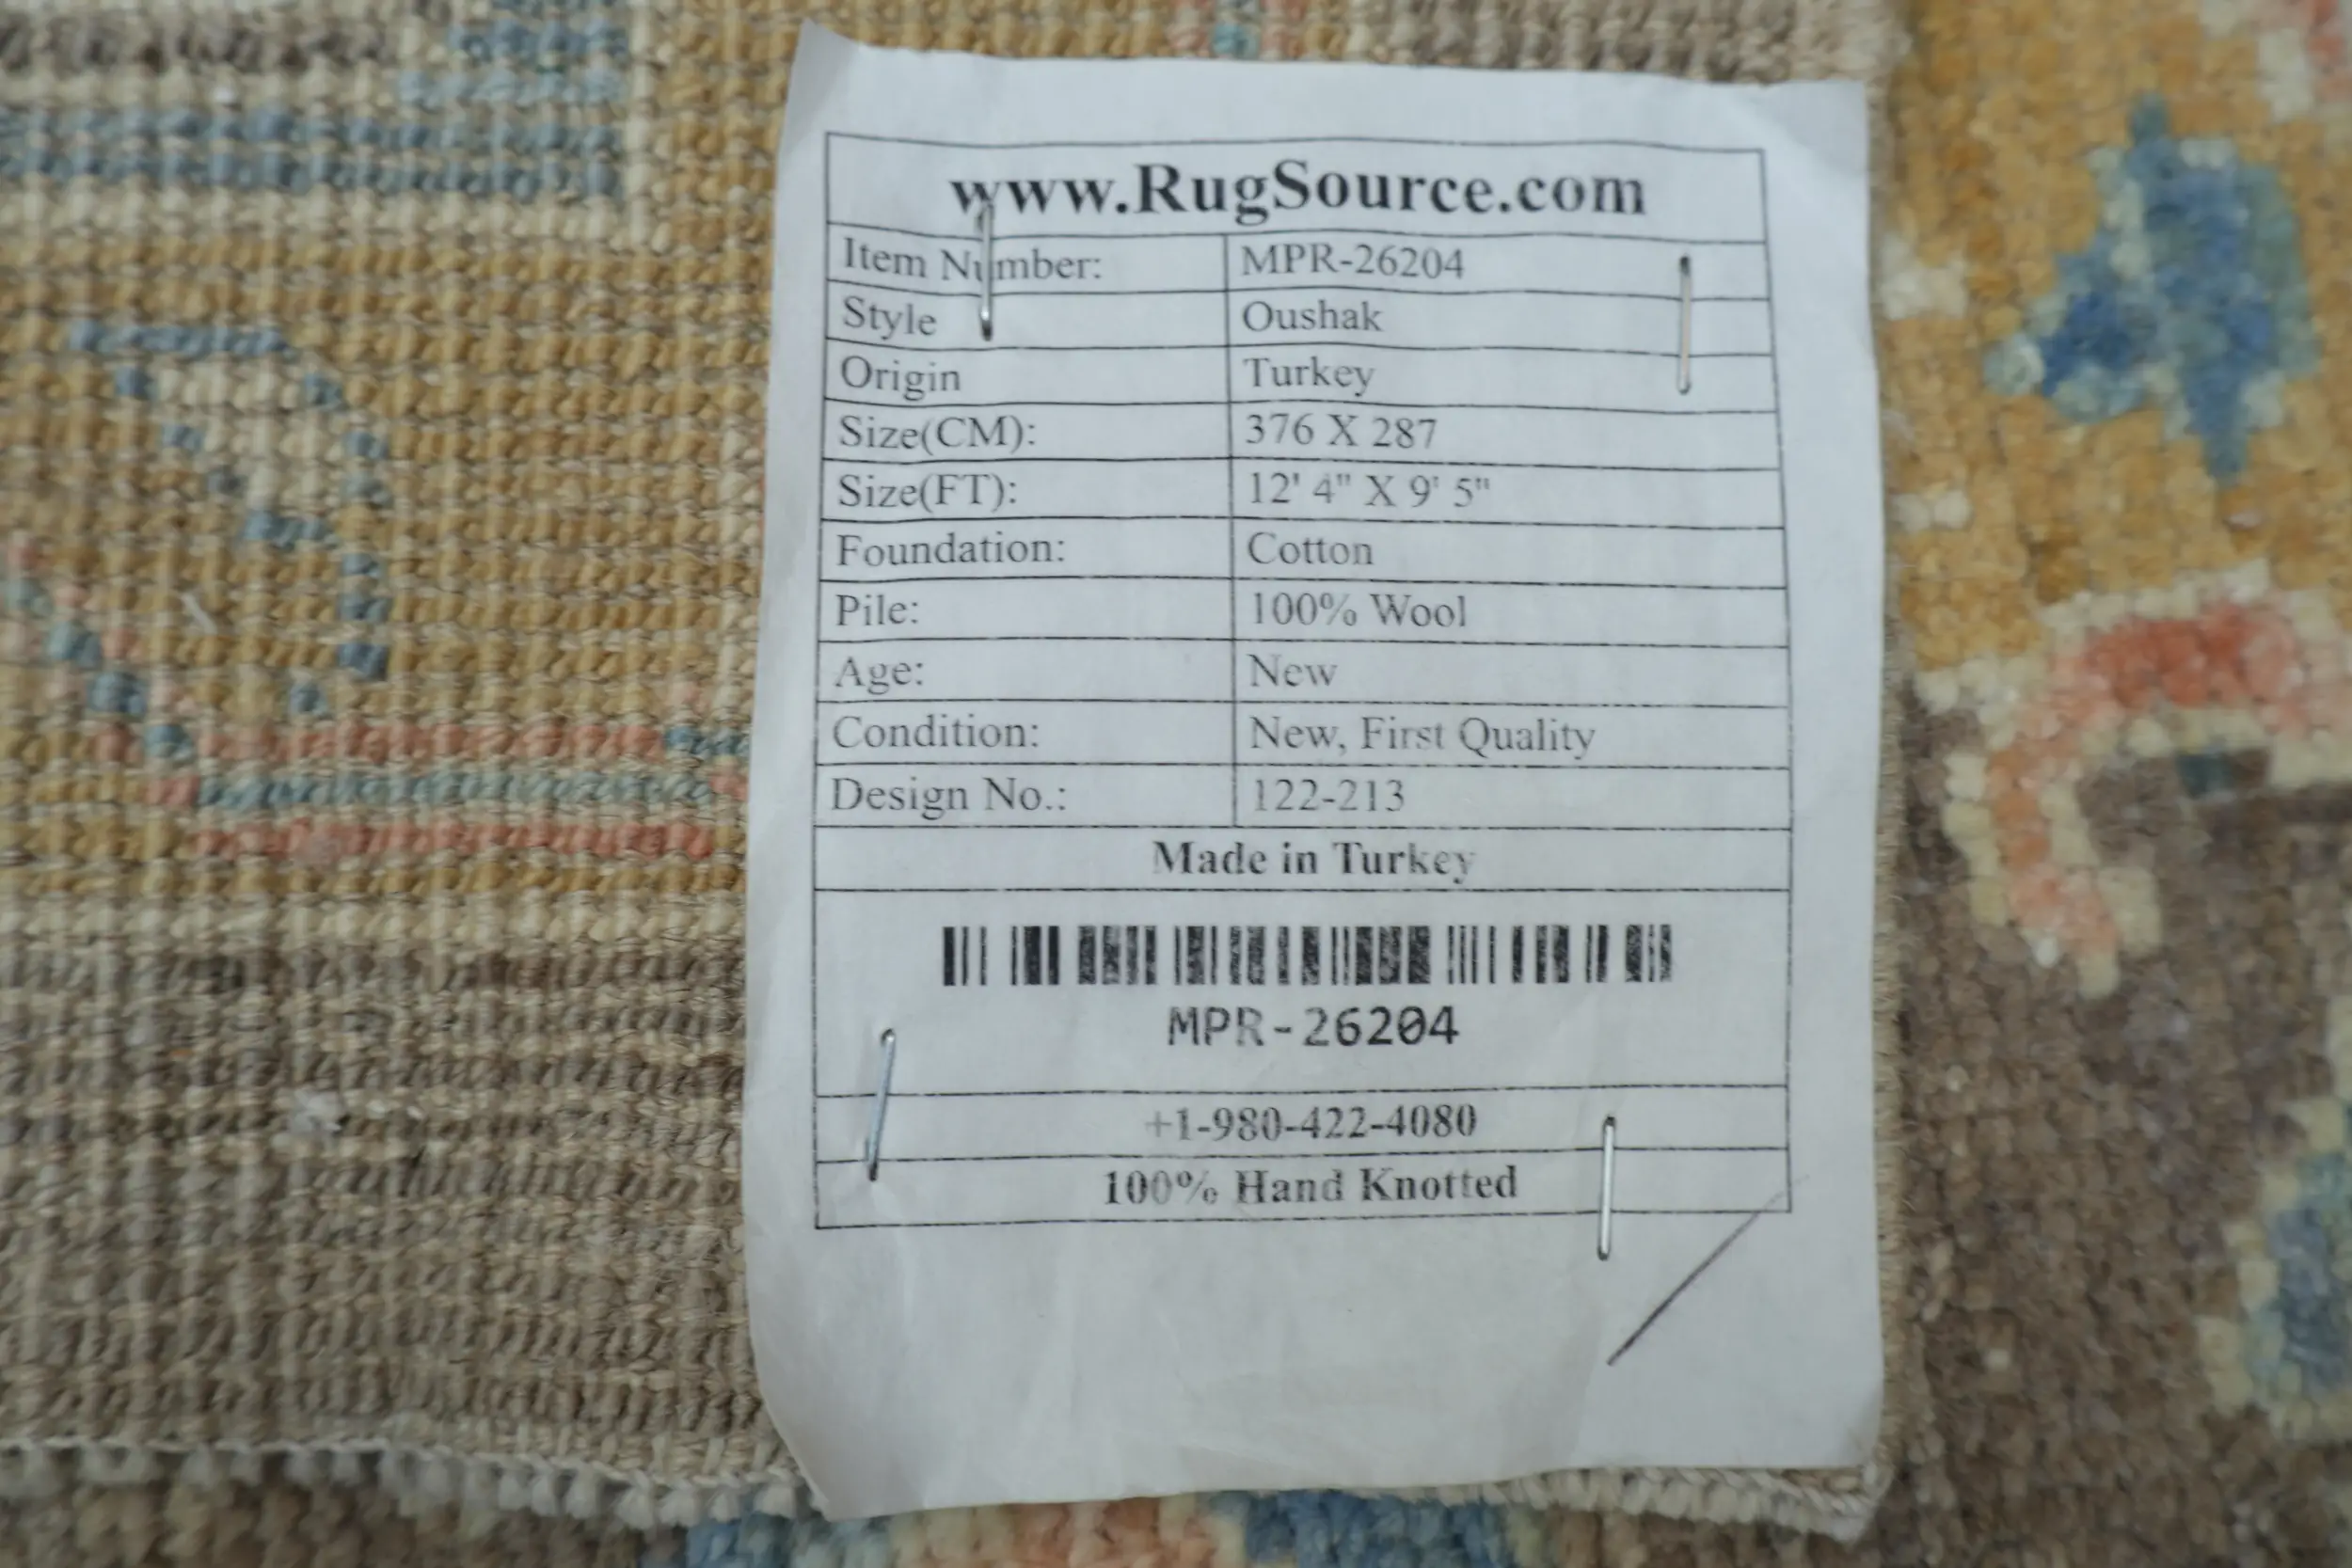 www.RugSource.com
Item Number: MPR-26204
Style Oushak
Origin Turkey
Size(CM): 376 X 287
Size(FT): 12' 4" X 9' 5"
Foundation: Cotton
Pile: 100% Wool
Age: New
Condition: New, First Quality
Design No.: 122-213
Made in Turkey
MPR-26204
+1-980-422-4080
100% Hand Knotted